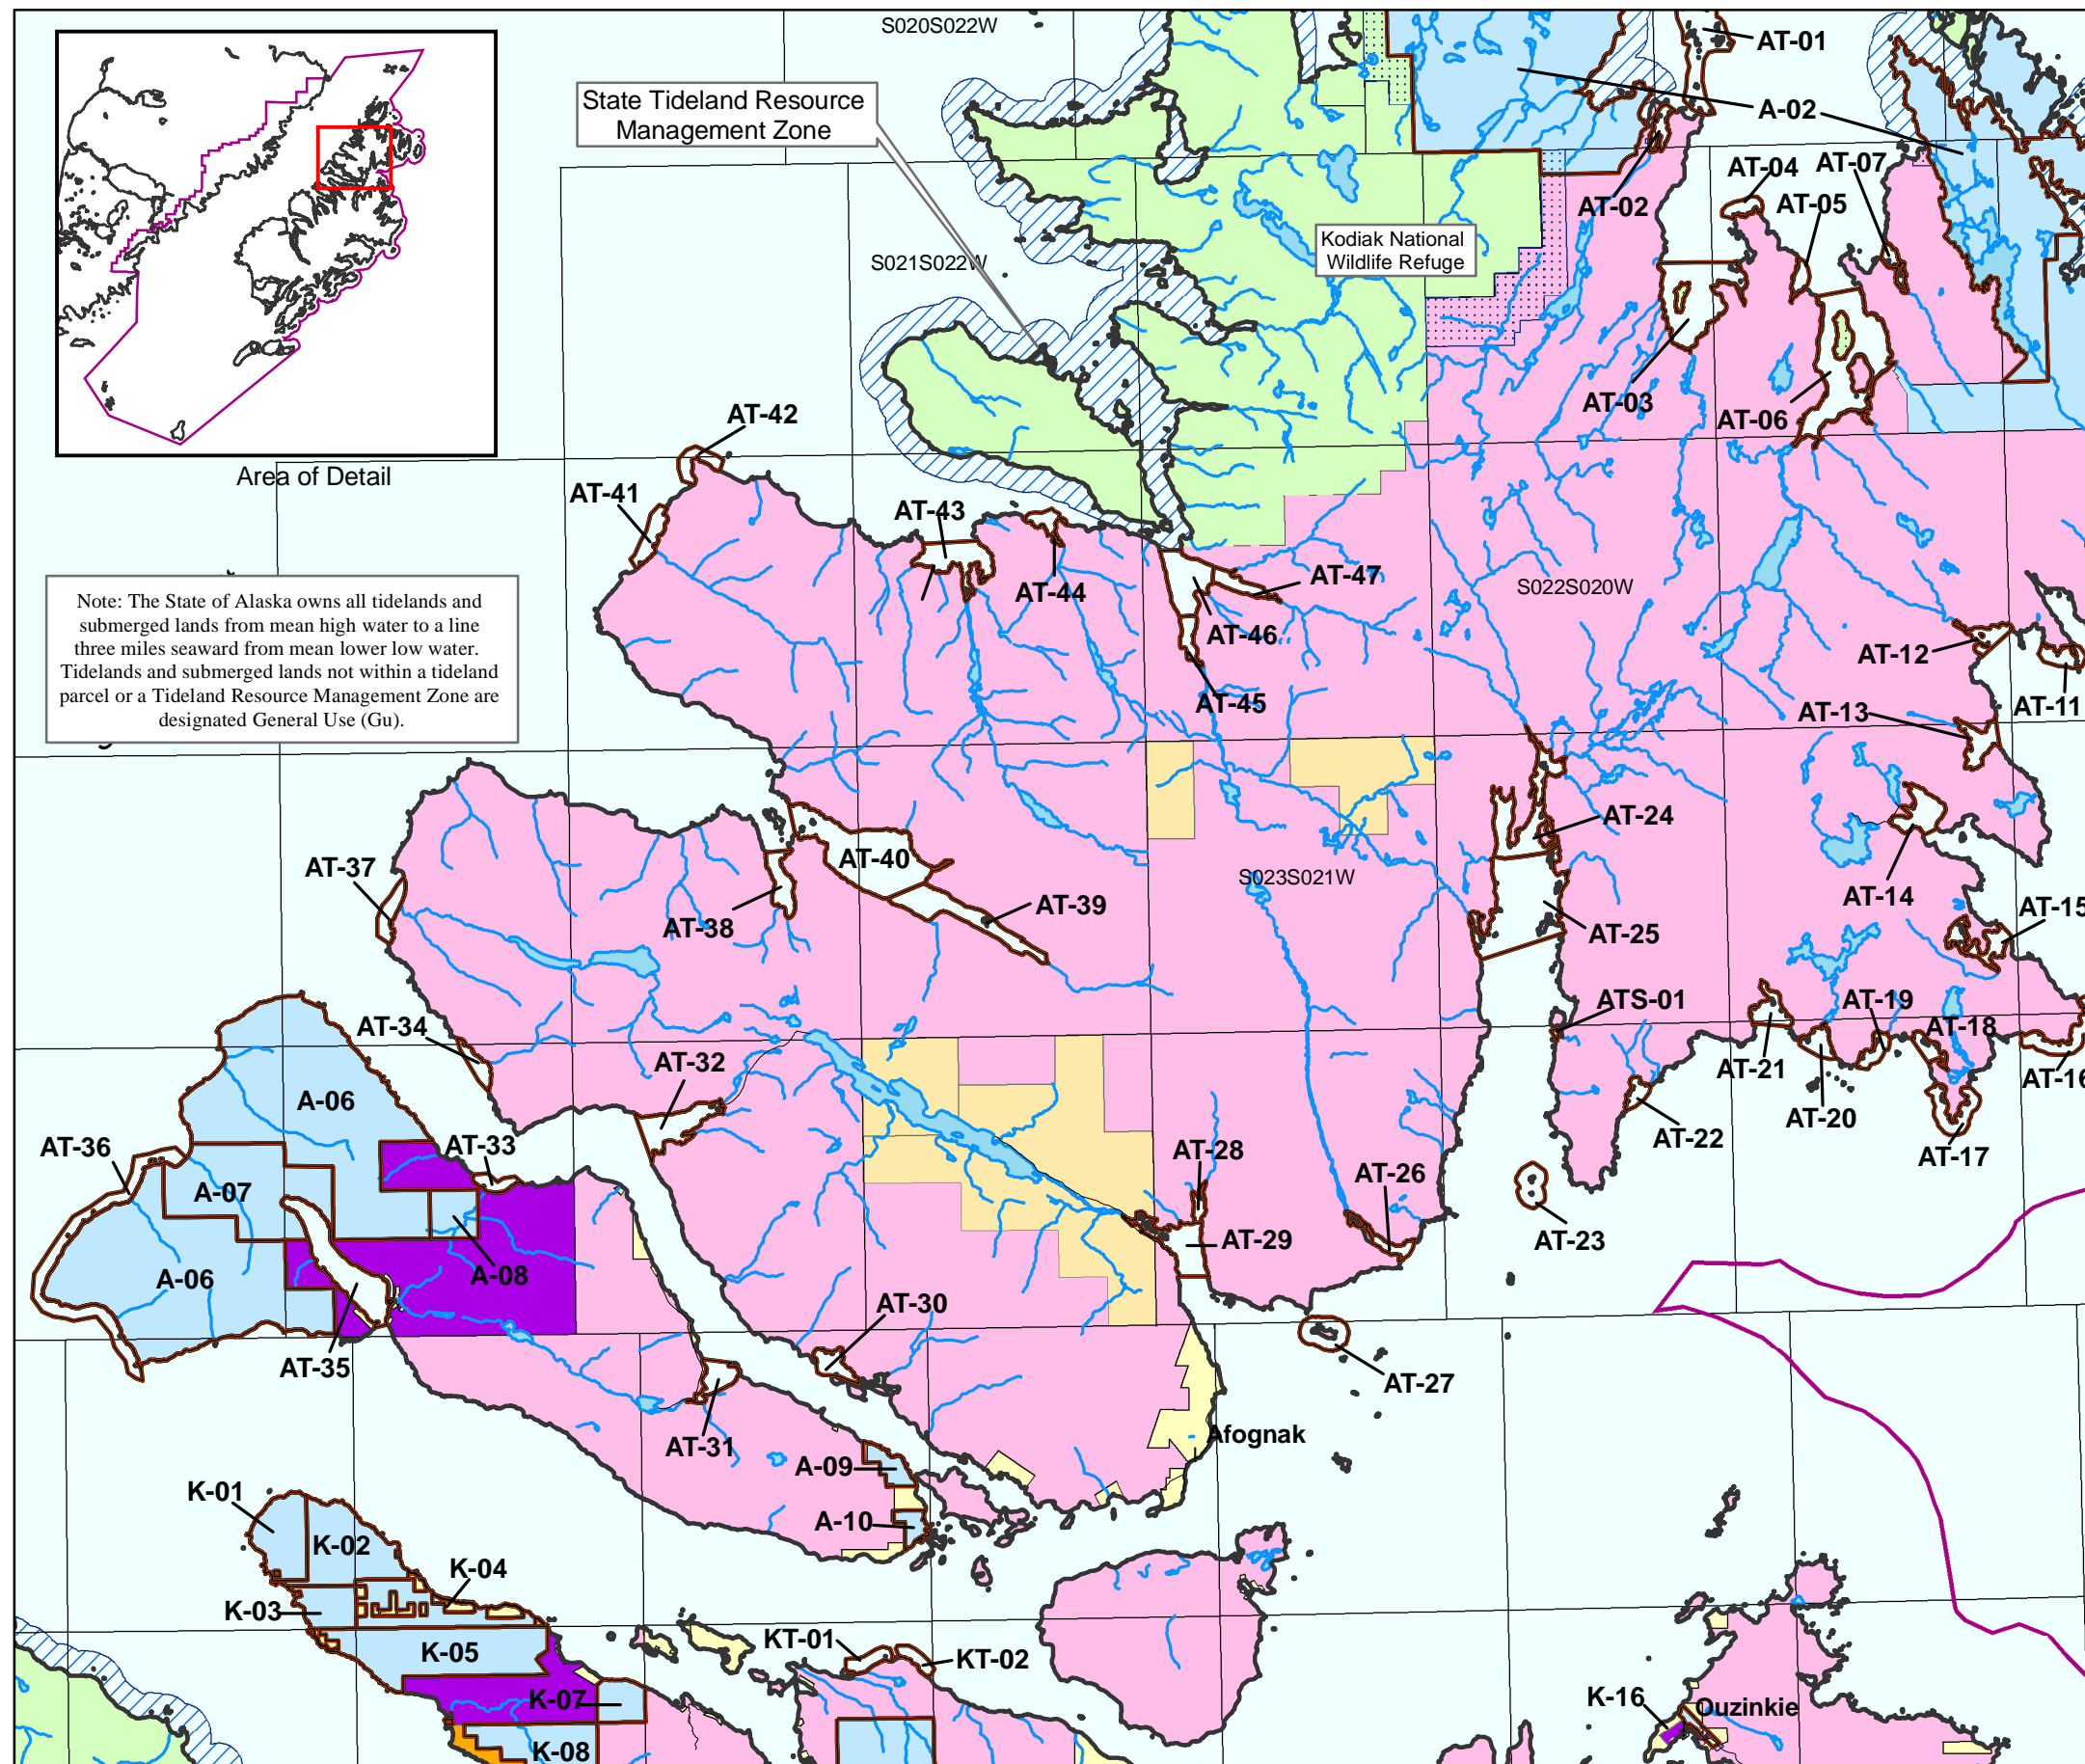 S020S022W
AT-01
State Tideland Resource
Management Zone
A-02
AT-04
AT-07
AT-02
AT-05
Kodiak National
Wildlife Refuge
S021S022W
AT-03
AT-06
AT-42
Area of Detail
AT-41
AT-43
AT-47
AT-44
S022S020W
Note: The State of Alaska owns all tidelands and
submerged lands from mean high water to a line
three miles seaward from mean lower low water.
Tidelands and submerged lands not within a tideland
parcel or a Tideland Resource Management Zone are
designated General Use (Gu).
AT-46
AT-12
AT-45
AT-11
AT-13
AT-24
AT-40
AT-37
S023S021W
AT-14
AT-39
AT-15
AT-38
AT-25
ATS-01
AT-19
AT-34
AT-18
AT-32
AT-21
AT-16
A-06
AT-20
AT-33
AT-22
AT-36
AT-28
AT-17
AT-26
A-07
AT-29
AT-23
A-06
A-08
AT-30
AT-35
AT-27
AT-31
Afognak
A-09
K-01
A-10
K-02
K-04
K-03
KT-01
K-05
KT-02
K-07
K-16
Ouzinkie
K-08